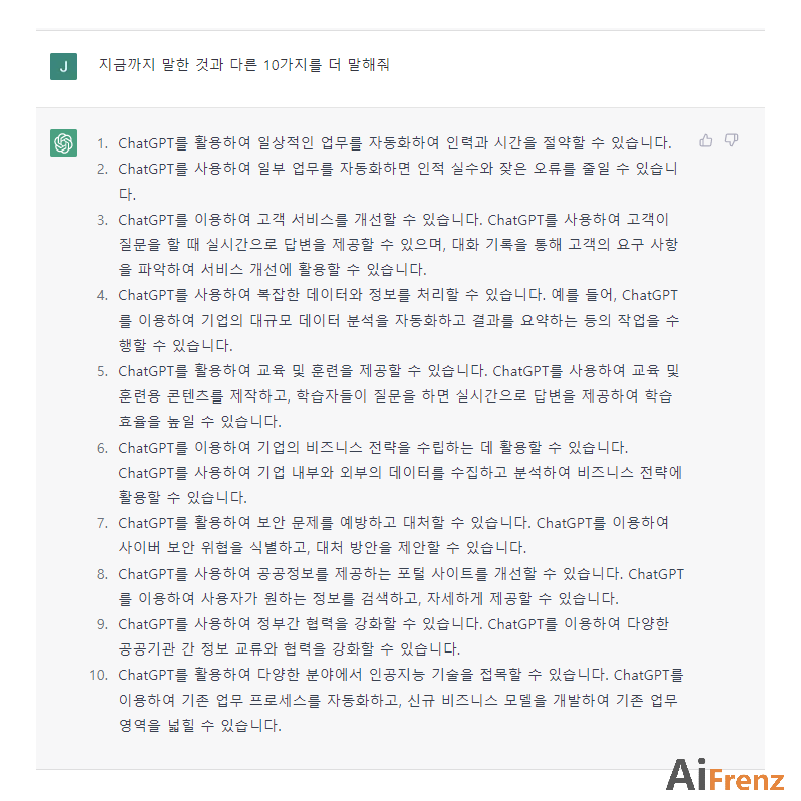 J
지금까지 말한 것과 다른 10가지를 더 말해줘
1. ChatGPT를 활용하여 일상적인 업무를 자동화하여 인력과 시간을 절약할 수 있습니다.
2. ChatGPT를 사용하여 일부 업무를 자동화하면 인적 실수와 잦은 오류를 줄일 수 있습니
다.
3. ChatGPT를 이용하여 고객 서비스를 개선할 수 있습니다. ChatGPT를 사용하여 고객이
질문을 할 때 실시간으로 답변을 제공할 수 있으며, 대화 기록을 통해 고객의 요구 사항
을 파악하여 서비스 개선에 활용할 수 있습니다.
4. ChatGPT를 사용하여 복잡한 데이터와 정보를 처리할 수 있습니다. 예를 들어, ChatGPT
를 이용하여 기업의 대규모 데이터 분석을 자동화하고 결과를 요약하는 등의 작업을 수
행할 수 있습니다.
5. ChatGPT를 활용하여 교육 및 훈련을 제공할 수 있습니다. ChatGPT를 사용하여 교육 및
훈련용 콘텐츠를 제작하고, 학습자들이 질문을 하면 실시간으로 답변을 제공하여 학습
효율을 높일 수 있습니다.
6. ChatGPT를 이용하여 기업의 비즈니스 전략을 수립하는 데 활용할 수 있습니다.
ChatGPT를 사용하여 기업 내부와 외부의 데이터를 수집하고 분석하여 비즈니스 전략에
활용할 수 있습니다.
7. ChatGPT를 활용하여 보안 문제를 예방하고 대처할 수 있습니다. ChatGPT를 이용하여
사이버 보안 위협을 식별하고, 대처 방안을 제안할 수 있습니다.
8. ChatGPT를 사용하여 공공정보를 제공하는 포털 사이트를 개선할 수 있습니다. ChatGPT
를 이용하여 사용자가 원하는 정보를 검색하고, 자세하게 제공할 수 있습니다.
9. ChatGPT를 사용하여 정부간 협력을 강화할 수 있습니다. ChatGPT를 이용하여 다양한
공공기관 간 정보 교류와 협력을 강화할 수 있습니다.
10. ChatGPT를 활용하여 다양한 분야에서 인공지능 기술을 접목할 수 있습니다. ChatGPT를
이용하여 기존 업무 프로세스를 자동화하고, 신규 비즈니스 모델을 개발하여 기존 업무
영역을 넓힐 수 있습니다.
AiFrenz